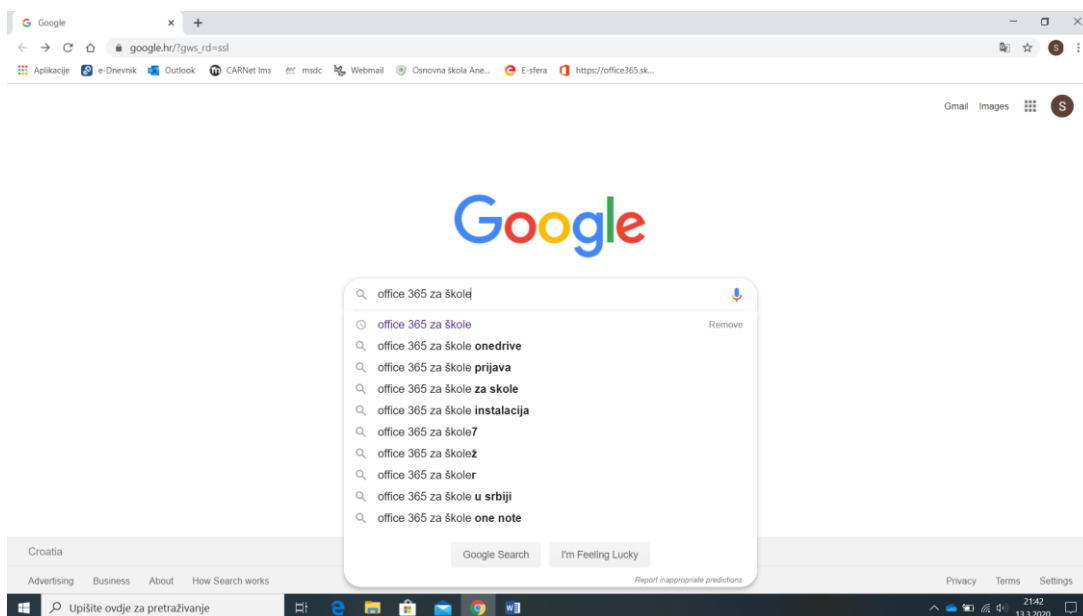 Google
google.hr/?gws_rd=ssl
Aplikacije e-Dnevnik Outlook CARNet lms msdc Webmail Osnovna škola Ane... E-sfera https://office365.sk...
Gmail Images S
Google
office 365 za škole
office 365 za škole Remove
office 365 za škole onedrive
office 365 za škole prijava
office 365 za škole za skole
office 365 za škole instalacija
office 365 za škole7
office 365 za školež
office 365 za školer
office 365 za škole u srbiji
office 365 za škole one note
Google Search I'm Feeling Lucky
Report inappropriate predictions
Croatia
Advertising Business About How Search works Privacy Terms Settings
Upišite ovdje za pretraživanje
21:42
13.3.2020